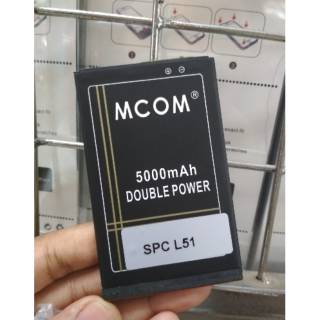 MCOM®
5000mAh
DOUBLE POWER
SPC L51